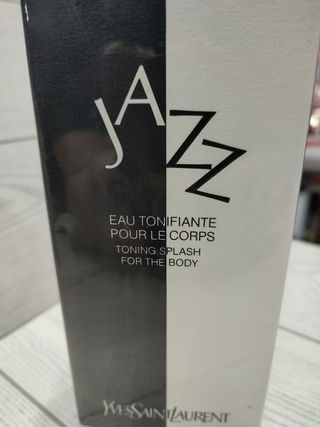 JAZZ
EAU TONIFIANTE
POUR LE CORPS
TONING SPLASH
FOR THE BODY
YVESSAINTLAURENT